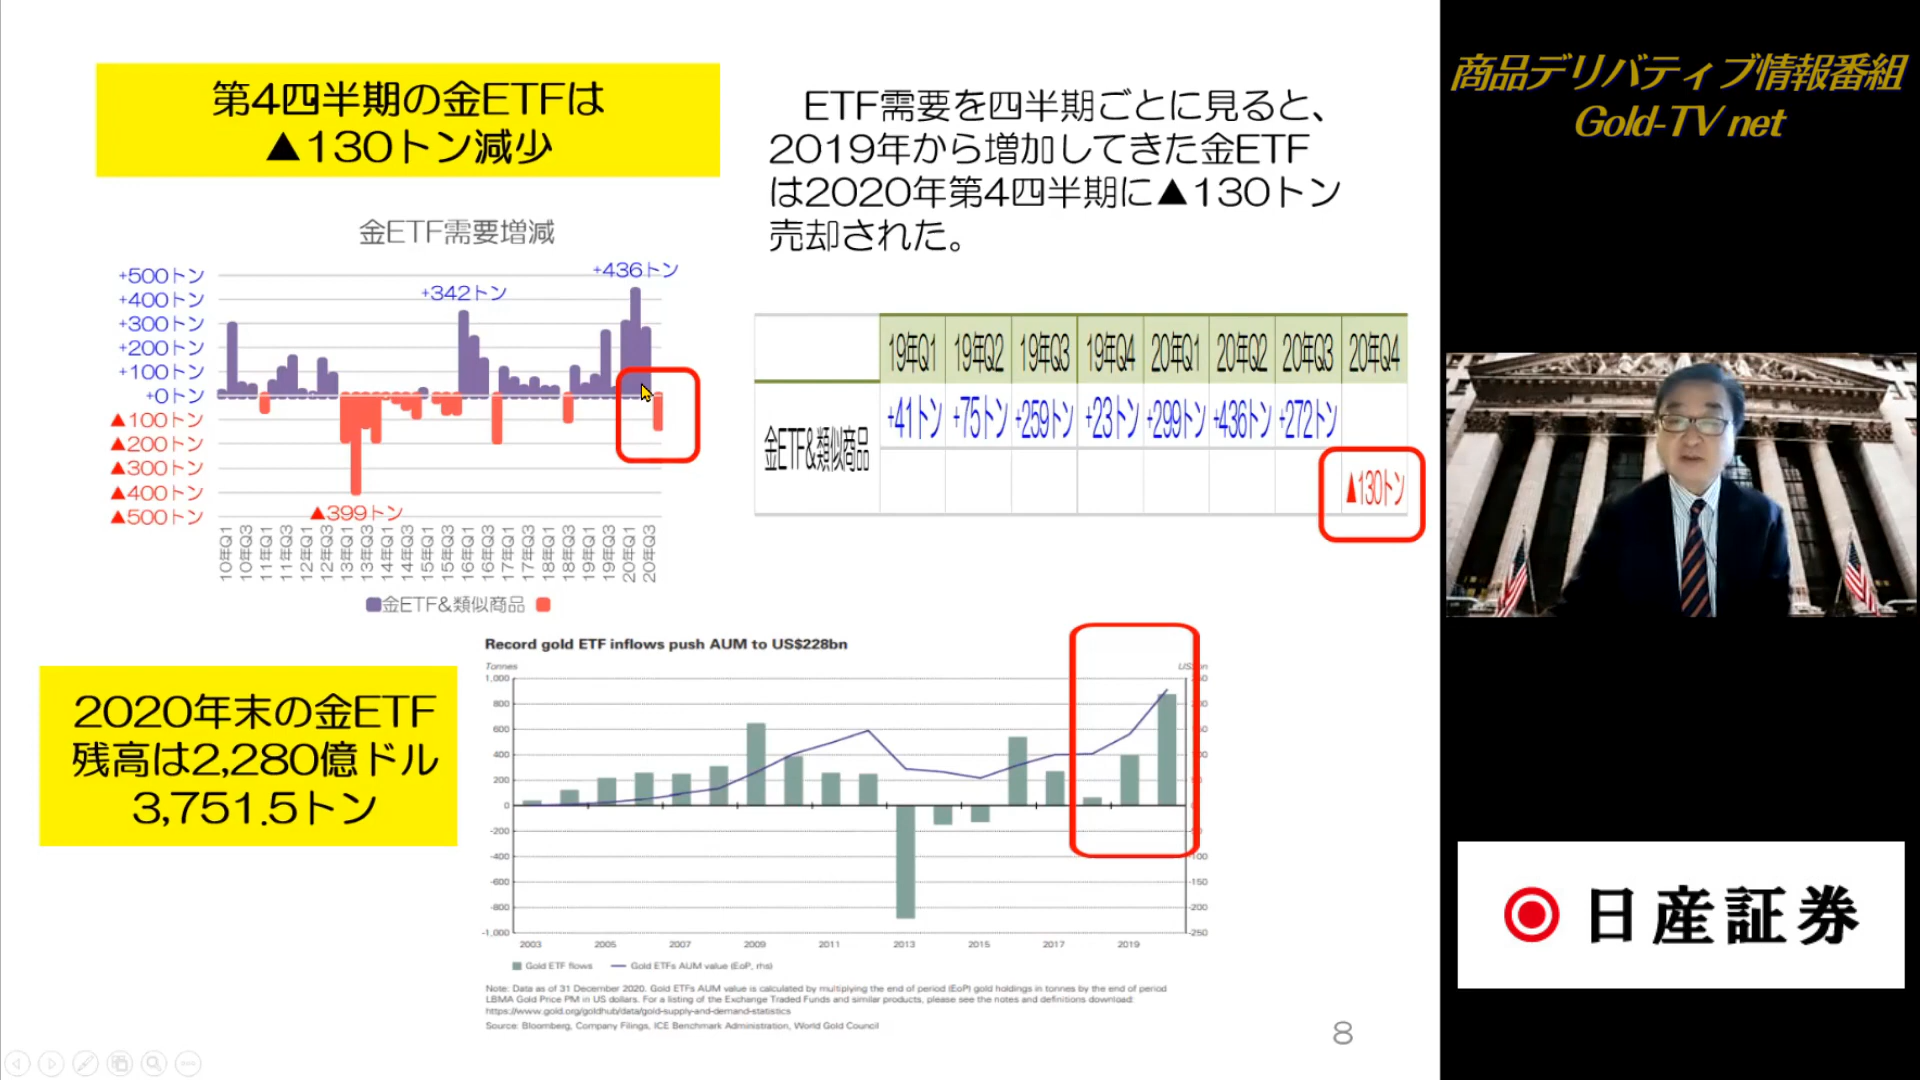 第4四半期の金ETFは
▲130トン減少
金ETF需要増減
+500トン
+400トン
+300トン
+200トン
+100トン
+0トン
▲100トン
▲200トン
▲300トン
▲400トン
▲500トン
+342トン
+436トン
▲399トン
10年Q1
10年Q3
11年Q1
11年Q3
12年Q1
12年Q3
13年Q1
13年Q3
14年Q1
14年Q3
15年Q1
15年Q3
16年Q1
16年Q3
17年Q1
17年Q3
18年Q1
18年Q3
19年Q1
19年Q3
20年Q1
20年Q3
金ETF&類似商品
ETF需要を四半期ごとに見ると、
2019年から増加してきた金ETF
は2020年第4四半期に▲130トン
売却された。
19年Q1 19年Q2 19年Q3 19年Q4 20年Q1 20年Q2 20年Q3 20年Q4
金ETF&類似商品
+41トン +75トン +259トン +23トン +299トン +436トン +272トン
▲130トン
2020年末の金ETF
残高は2,280億ドル
3,751.5トン
Record gold ETF inflows push AUM to US$228bn
Tonnes
1,000
800
600
400
200
0
-200
-400
-600
-800
-1,000
-150
-200
-250
2003 2005 2007 2009 2011 2013 2015 2017 2019
Gold ETF flows Gold ETFs AUM value (EoP, rhs)
Note: Data as of 31 December 2020. Gold ETFs AUM value is calculated by multiplying the end of period (EoP) gold holdings in tonnes by the end of period
LBMA Gold Price PM in US dollars. For a listing of the Exchange Traded Funds and similar products, please see the notes and definitions download:
https://www.gold.org/goldhub/data/gold-supply-and-demand-statistics
Source: Bloomberg, Company Filings, ICE Benchmark Administration, World Gold Council
8
商品デリバティブ情報番組
Gold-TV net
日産証券